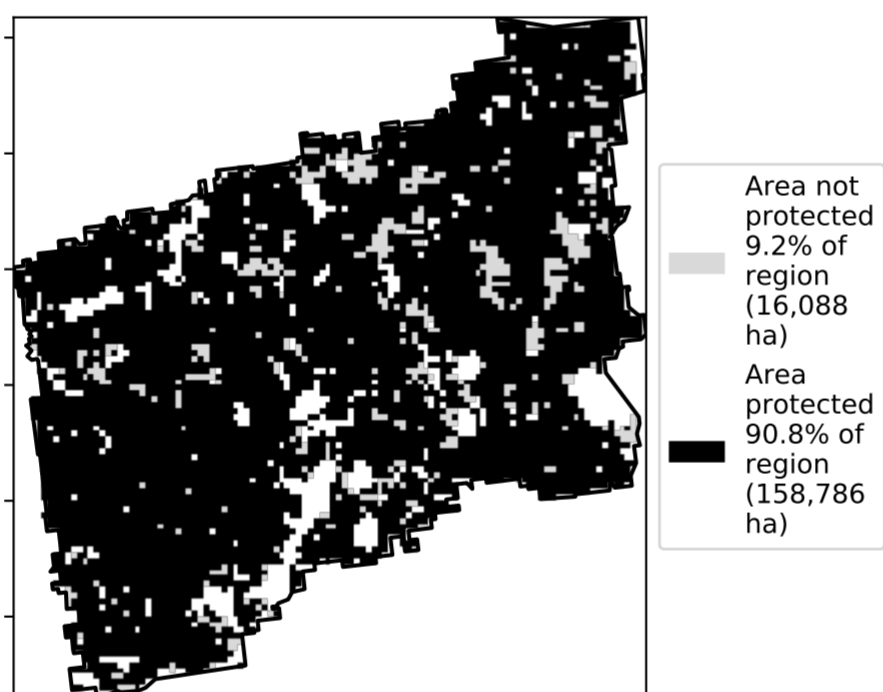 Area not
protected
9.2% of
region
(16,088
ha)
Area
protected
90.8% of
region
(158,786
ha)